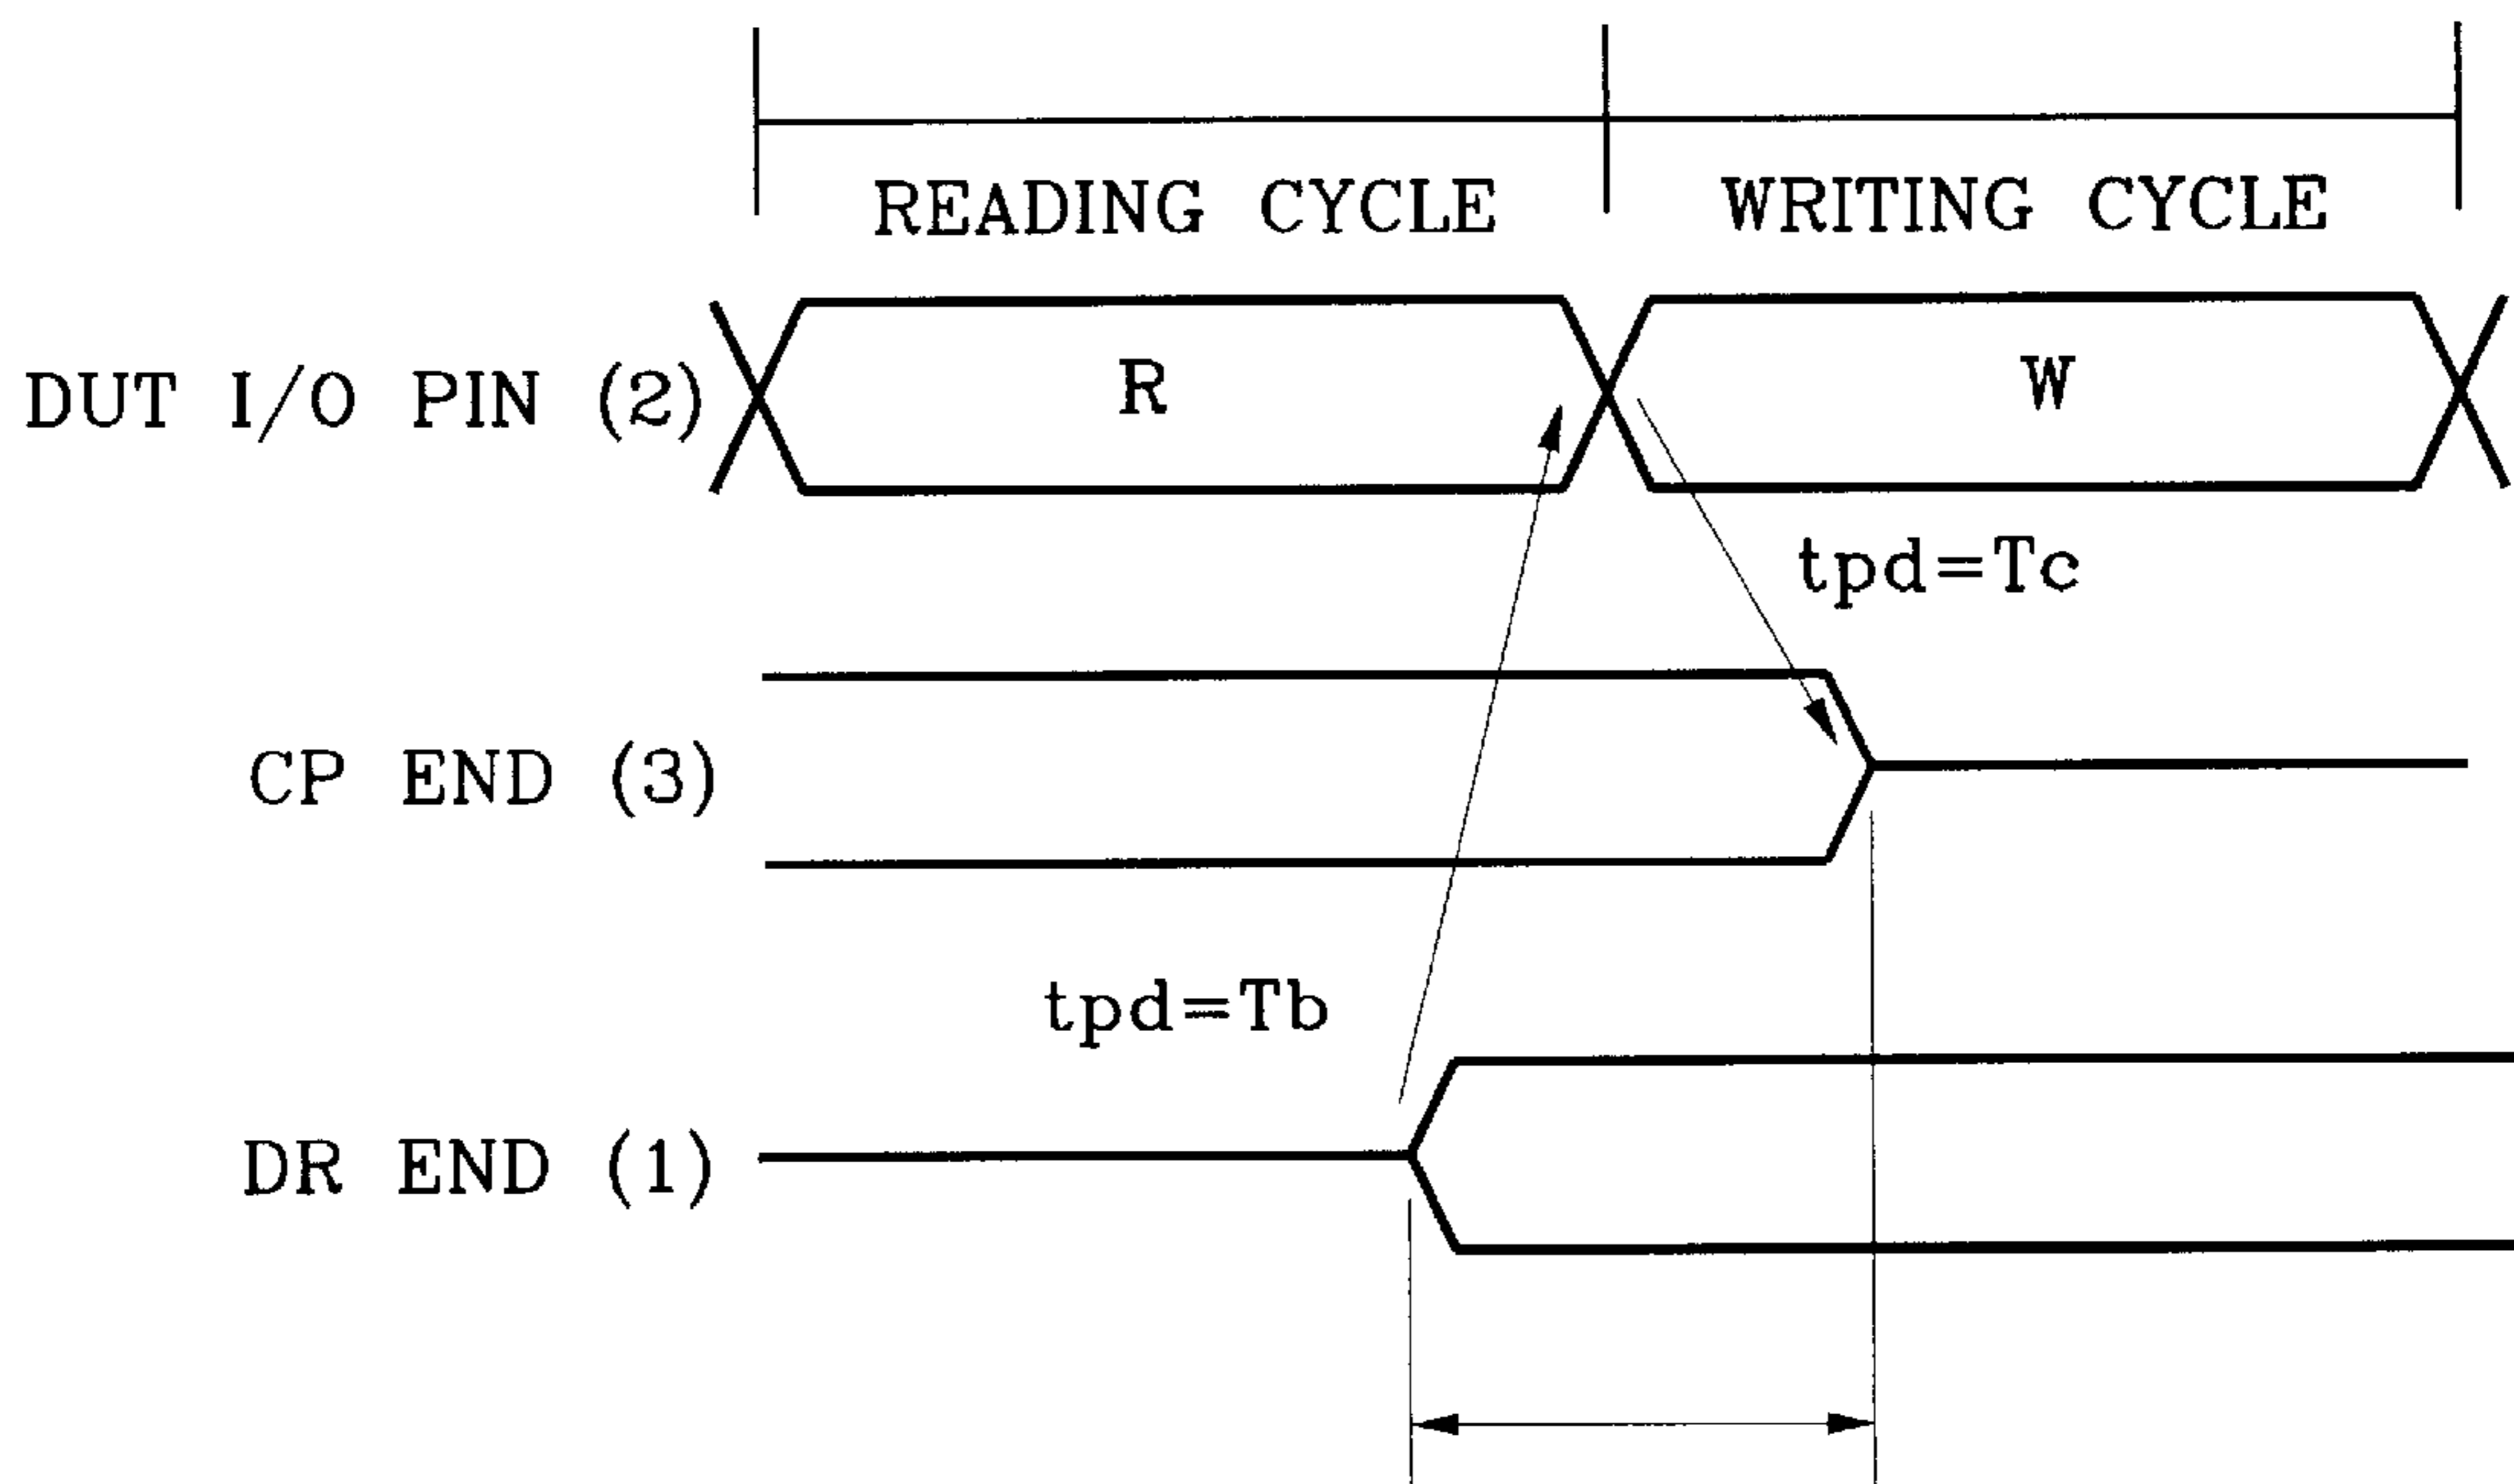 READING CYCLE WRITING CYCLE
DUT I/O PIN (2) R W
tpd=Tc
CP END (3)
tpd=Tb
DR END (1)